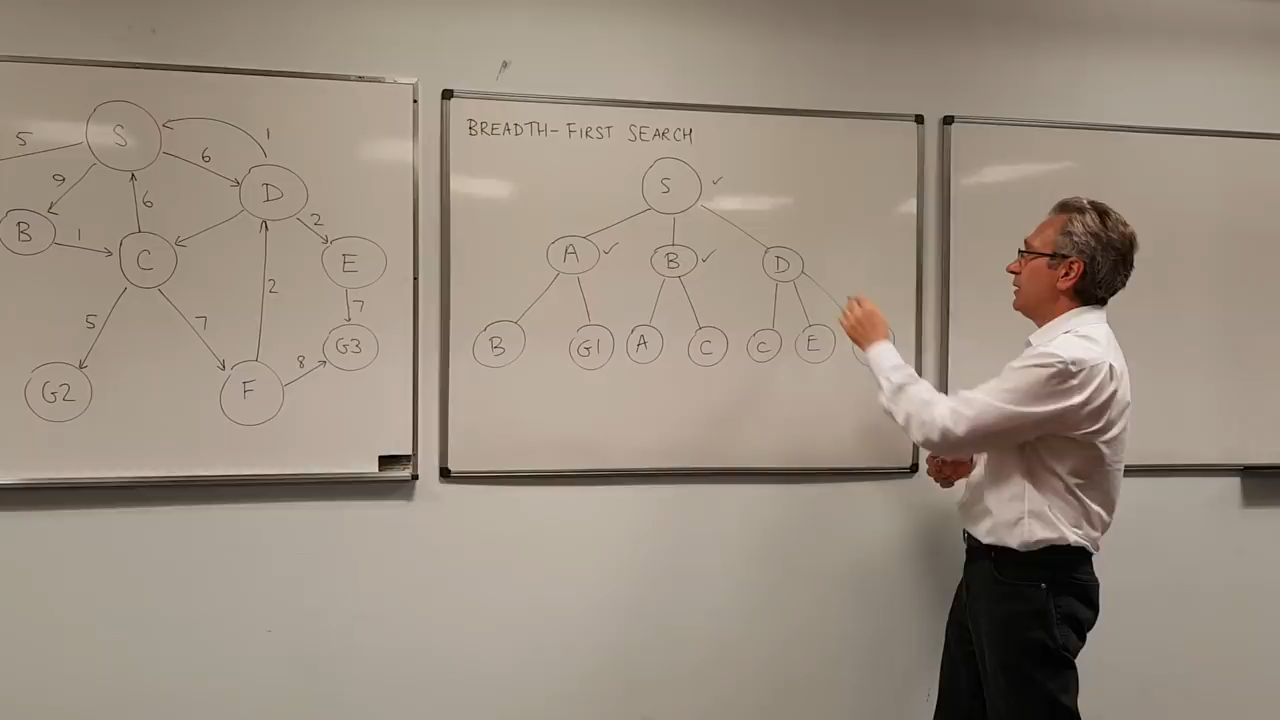 5
S
1
9
6
6
D
B
1
C
2
E
2
5
7
7
G2
F
8
G3
BREADTH-FIRST SEARCH
S ✓
A ✓ B ✓ D
B G1 A C C E